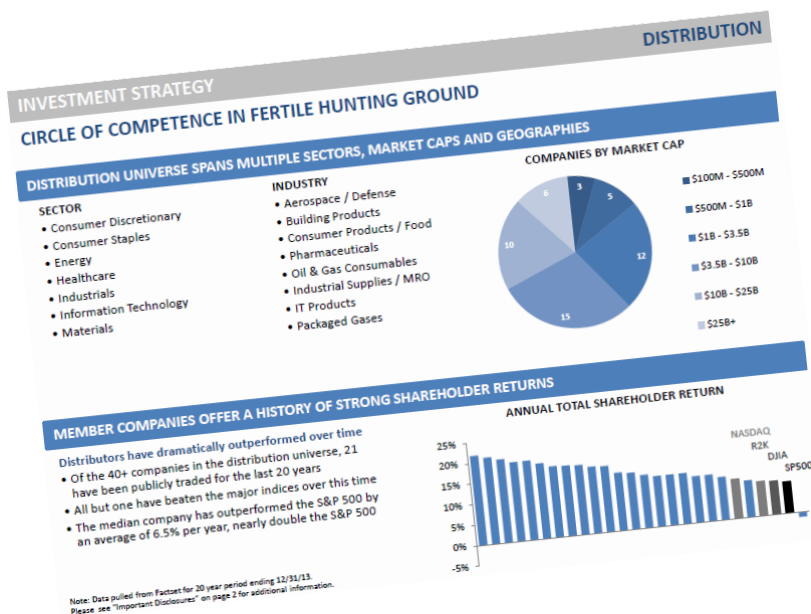 DISTRIBUTION
INVESTMENT STRATEGY
CIRCLE OF COMPETENCE IN FERTILE HUNTING GROUND
DISTRIBUTION UNIVERSE SPANS MULTIPLE SECTORS, MARKET CAPS AND GEOGRAPHIES
SECTOR
• Consumer Discretionary
• Consumer Staples
• Energy
• Healthcare
• Industrials
• Information Technology
• Materials
INDUSTRY
• Aerospace / Defense
• Building Products
• Consumer Products / Food
• Pharmaceuticals
• Oil & Gas Consumables
• Industrial Supplies / MRO
• IT Products
• Packaged Gases
COMPANIES BY MARKET CAP
3
5
12
15
10
6
$100M - $500M
$500M - $1B
$1B - $3.5B
$3.5B - $10B
$10B - $25B
$25B+
MEMBER COMPANIES OFFER A HISTORY OF STRONG SHAREHOLDER RETURNS
Distributors have dramatically outperformed over time
• Of the 40+ companies in the distribution universe, 21
have been publicly traded for the last 20 years
• All but one have beaten the major indices over this time
• The median company has outperformed the S&P 500 by
an average of 6.5% per year, nearly double the S&P 500
ANNUAL TOTAL SHAREHOLDER RETURN
25%
20%
15%
10%
5%
0%
-5%
NASDAQ
R2K
DJIA
SP500
Note: Data pulled from Factset for 20 year period ending 12/31/13.
Please see "Important Disclosures" on page 2 for additional information.